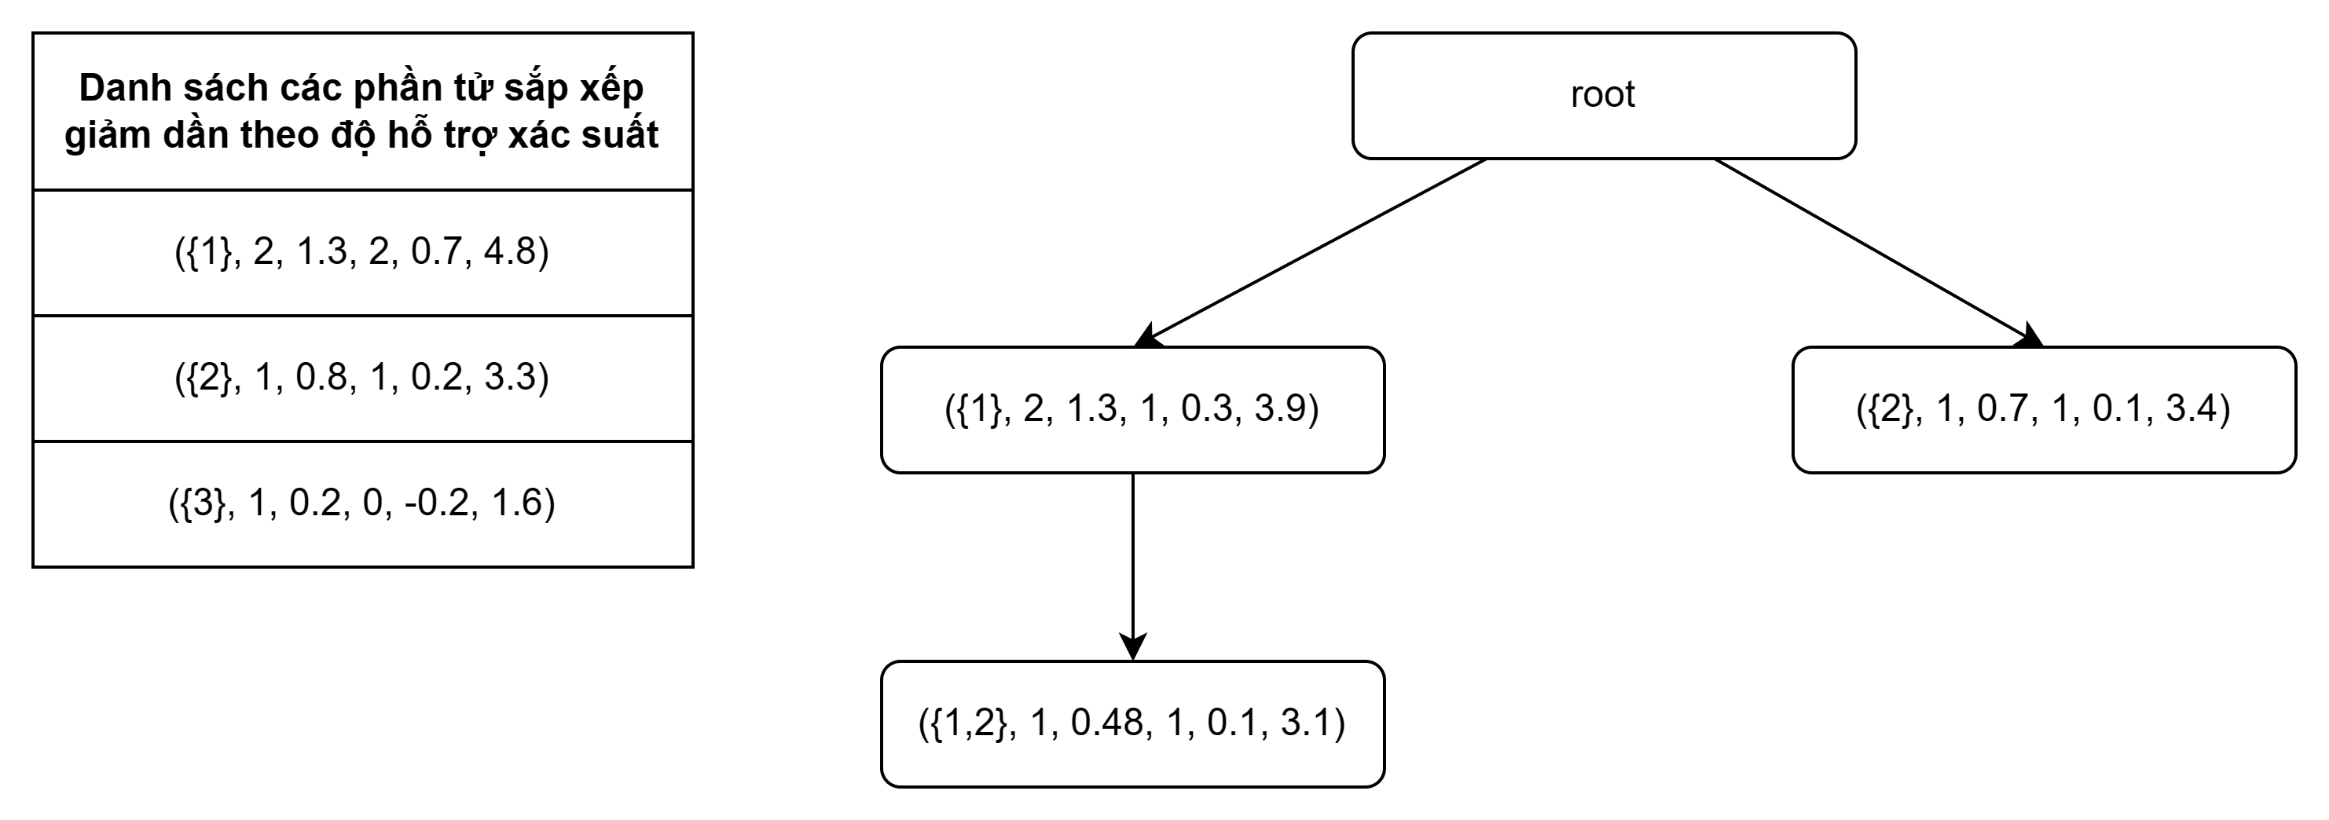 Danh sách các phần tử sắp xếp
giảm dần theo độ hỗ trợ xác suất
({1}, 2, 1.3, 2, 0.7, 4.8)
({2}, 1, 0.8, 1, 0.2, 3.3)
({3}, 1, 0.2, 0, -0.2, 1.6)
root
({1}, 2, 1.3, 1, 0.3, 3.9)
({2}, 1, 0.7, 1, 0.1, 3.4)
({1,2}, 1, 0.48, 1, 0.1, 3.1)